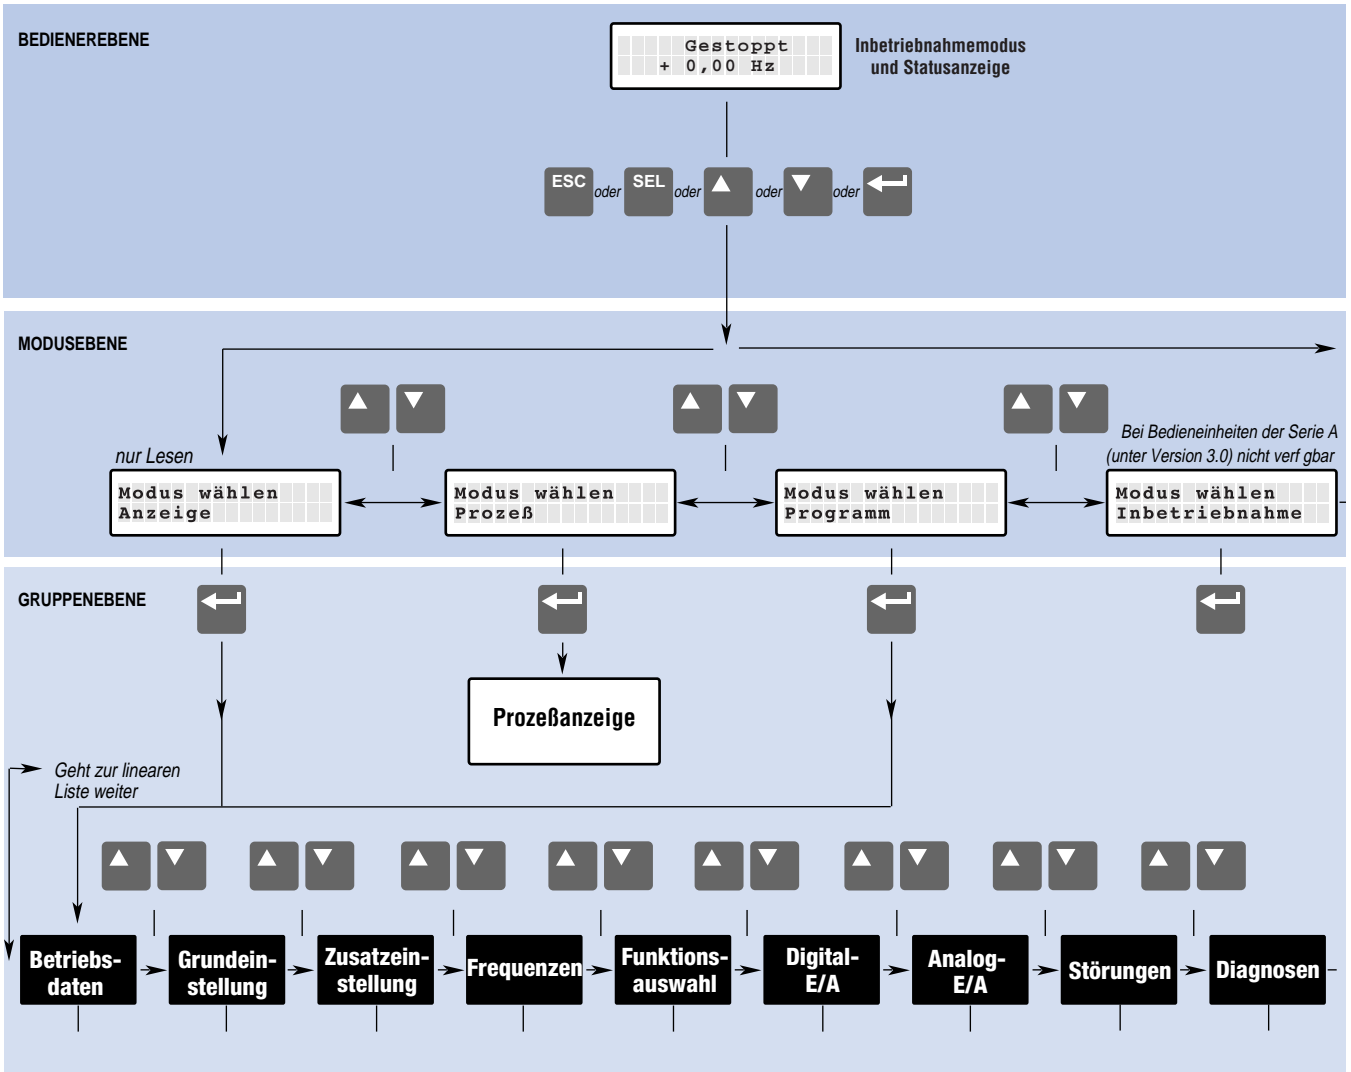 BEDIENEREBENE
Gestoppt
+ 0,00 Hz
Inbetriebnahmemodus
und Statusanzeige
ESC oder SEL oder oder oder
MODUSEBENE
nur Lesen
Bei Bedieneinheiten der Serie A
(unter Version 3.0) nicht verf gbar
Modus wählen
Anzeige
Modus wählen
Prozeß
Modus wählen
Programm
Modus wählen
Inbetriebnahme
GRUPPENEBENE
Prozeßanzeige
Geht zur linearen
Liste weiter
Betriebs-
daten
Grundein-
stellung
Zusatzein-
stellung
Frequenzen
Funktions-
auswahl
Digital-
E/A
Analog-
E/A
Störungen
Diagnosen